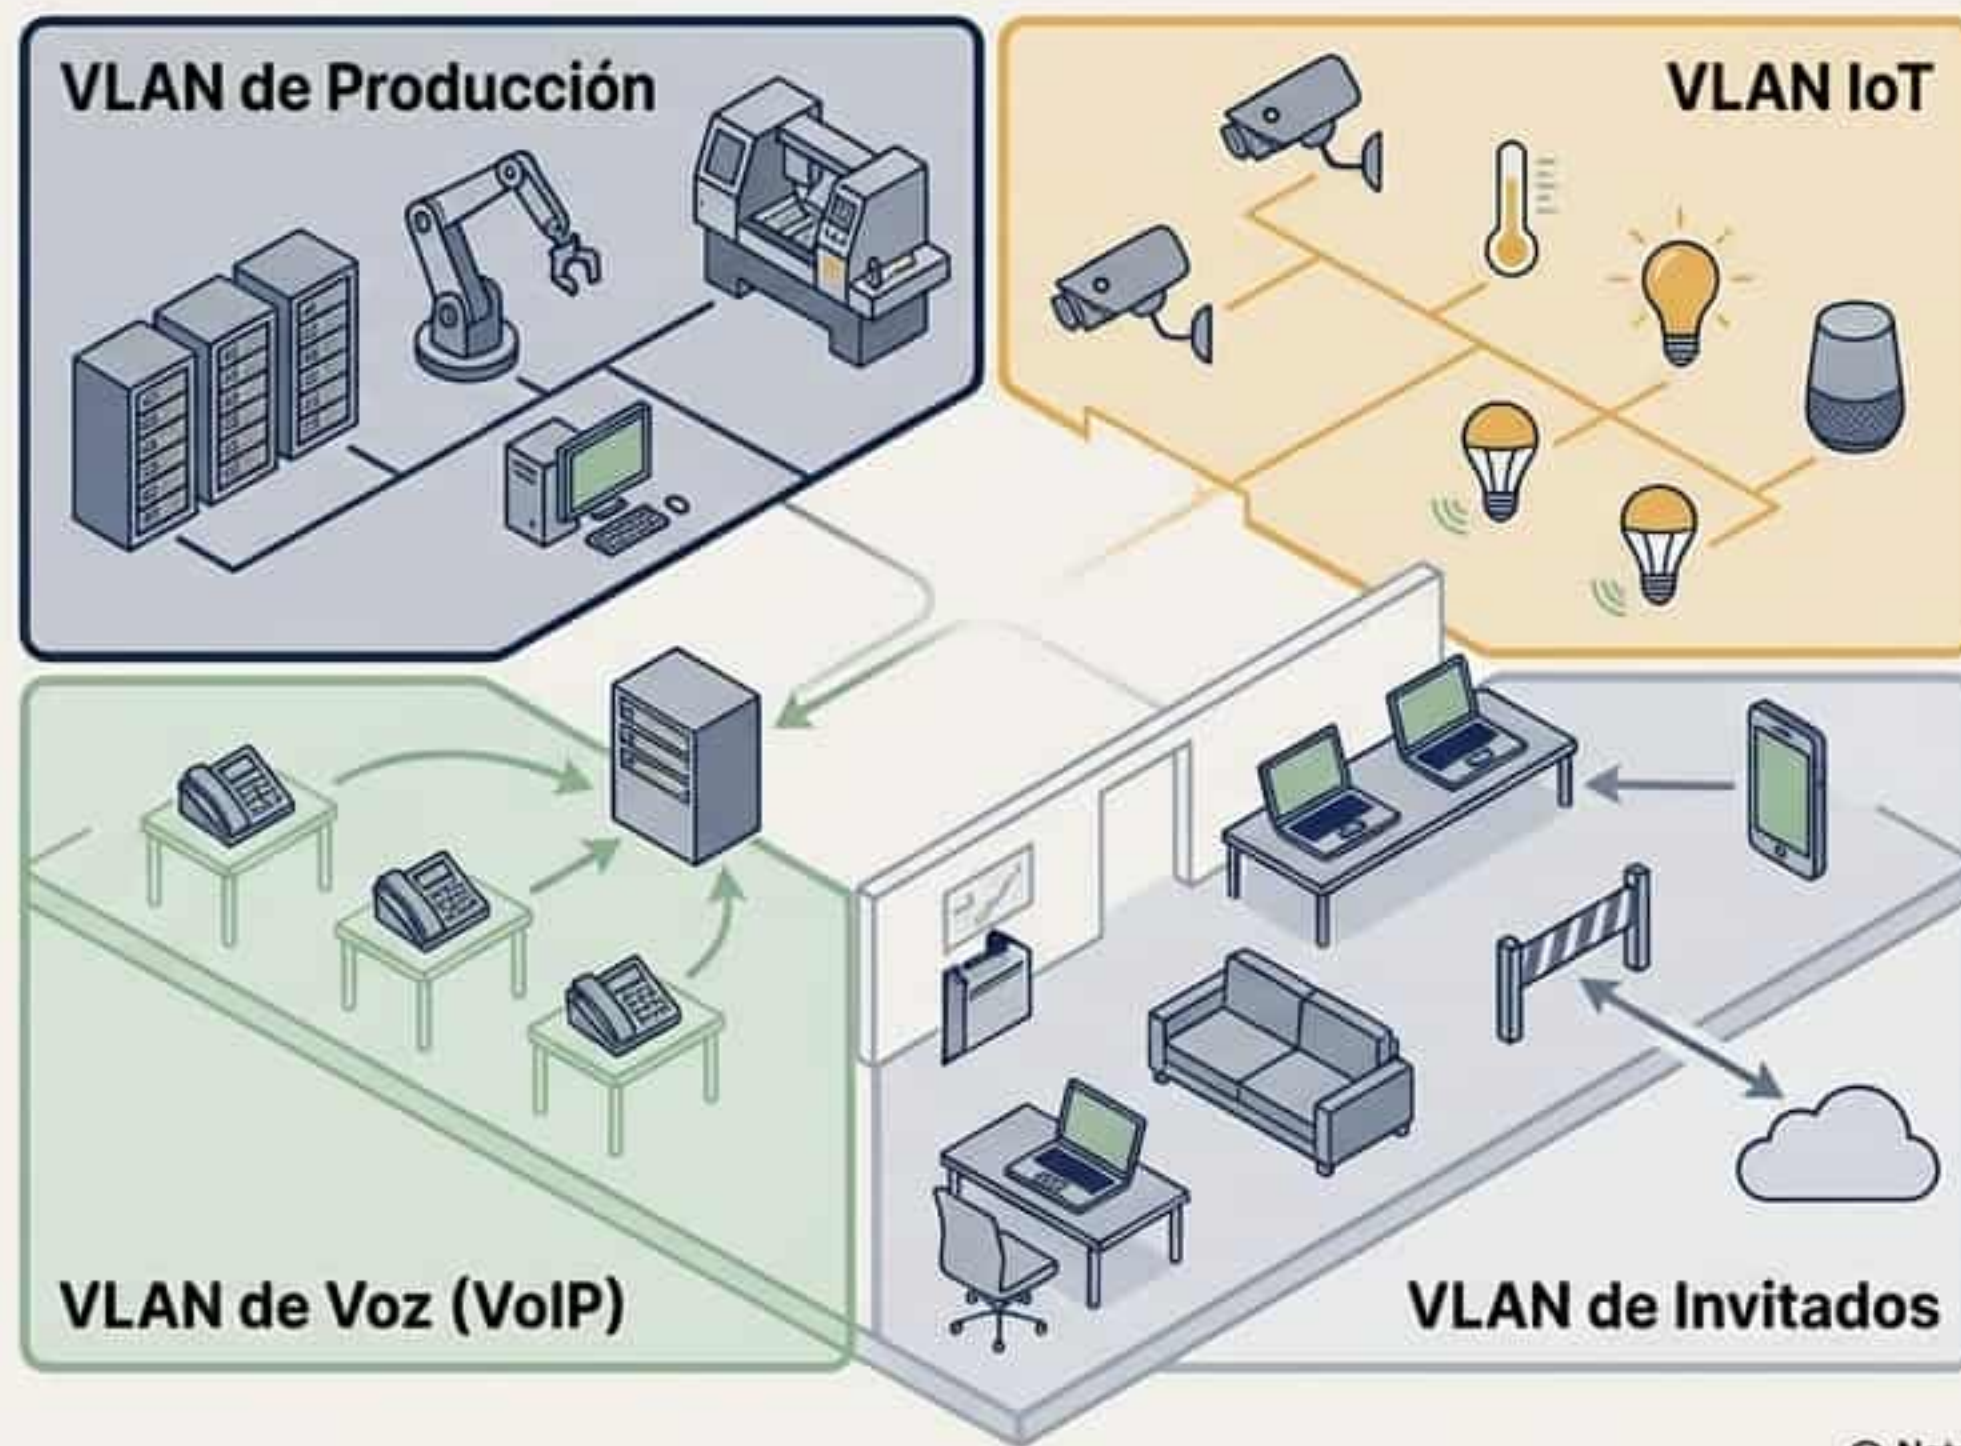 VLAN de Producción
VLAN IoT
VLAN de Voz (VoIP)
VLAN de Invitados